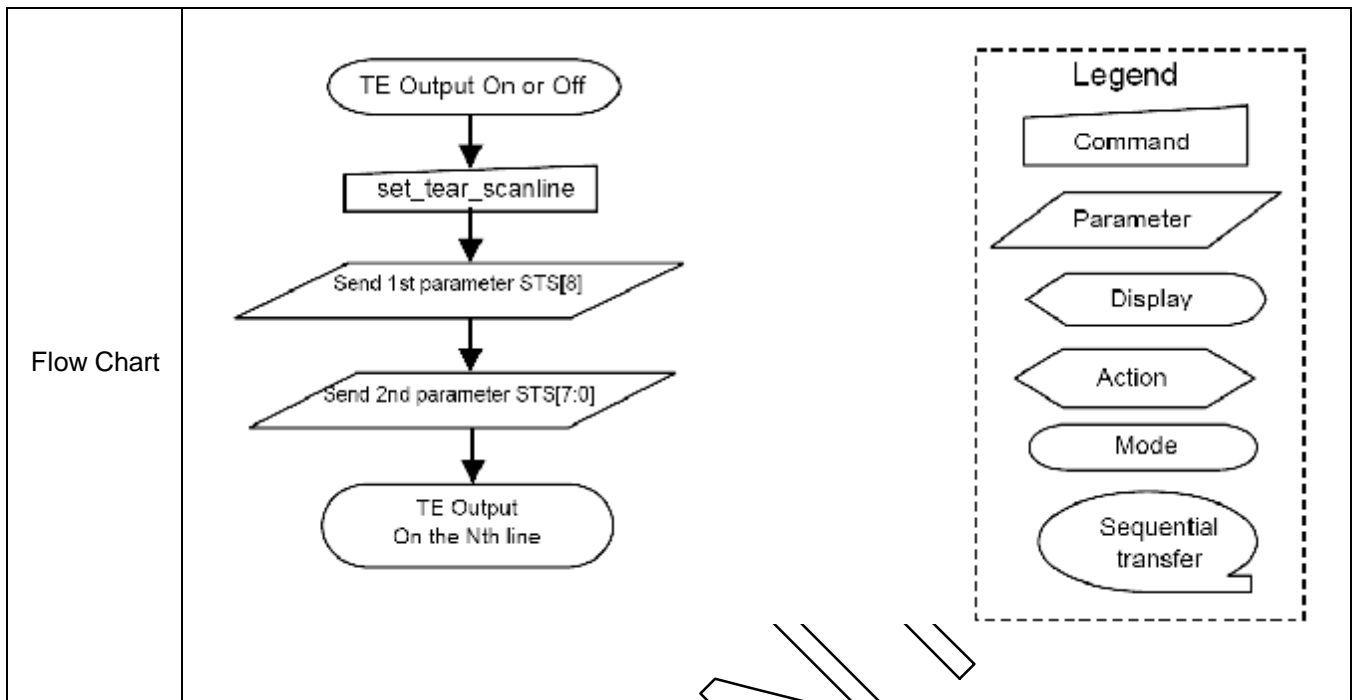 Flow Chart
TE Output On or Off
set_tear_scanline
Send 1st parameter STS[8]
Send 2nd parameter STS[7:0]
TE Output
On the Nth line
Legend
Command
Parameter
Display
Action
Mode
Sequential
transfer